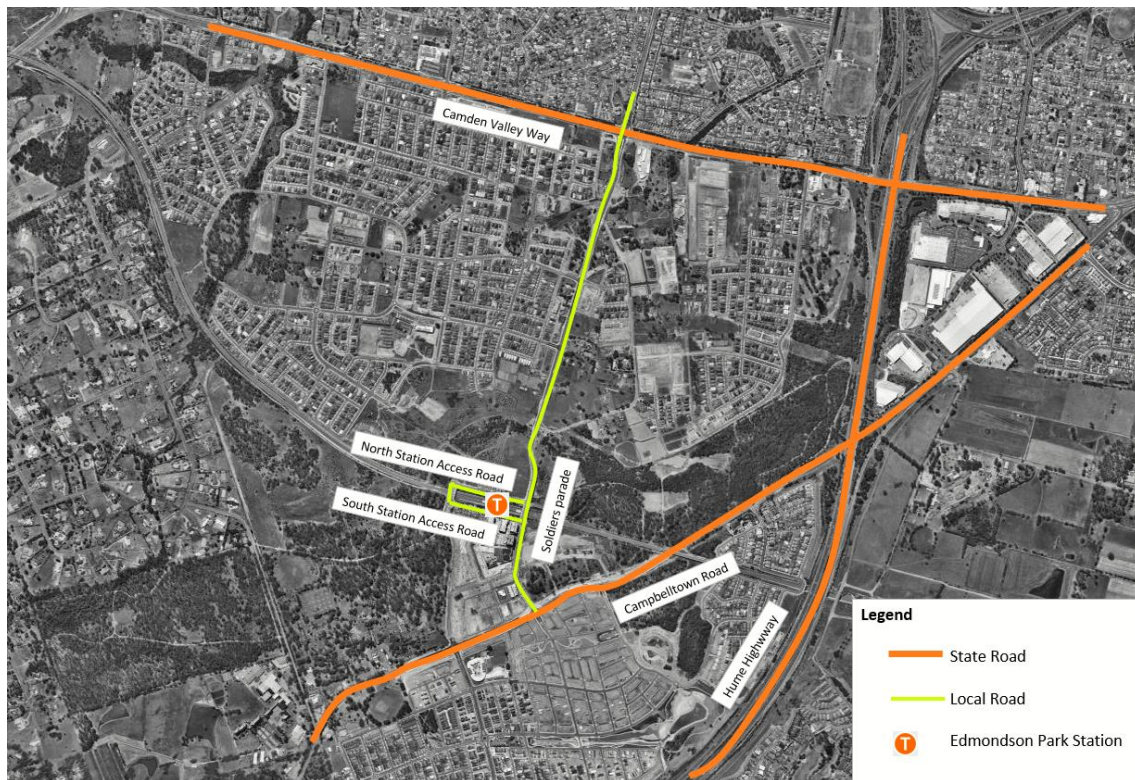 Camden Valley Way
North Station Access Road
South Station Access Road
Soldiers parade
Campbelltown Road
Hume Highwway
Legend
State Road
Local Road
T
Edmondson Park Station
T